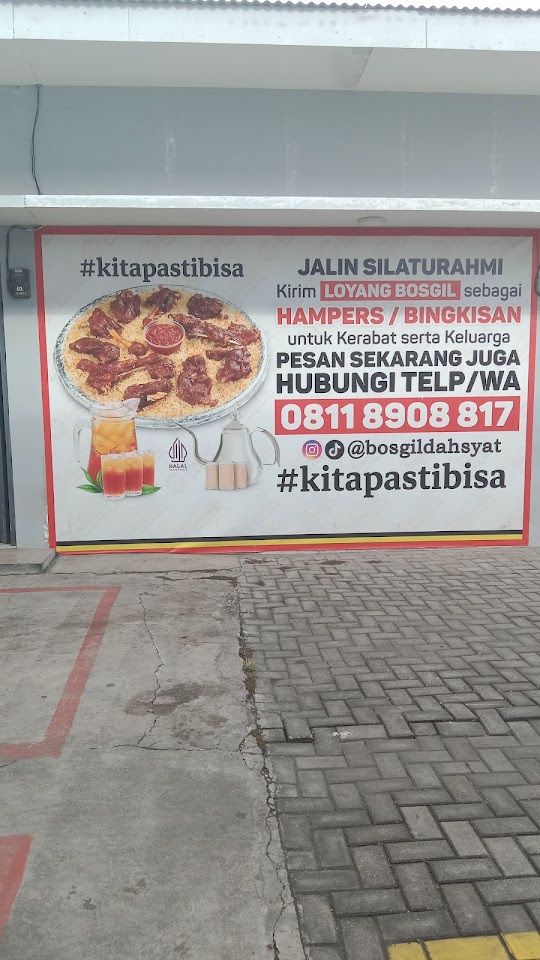 #kitapastibisa
JALIN SILATURAHMI
Kirim LOYANG BOSGIL sebagai
HAMPERS / BINGKISAN
untuk Kerabat serta Keluarga
PESAN SEKARANG JUGA
HUBUNGI TELP/WA
0811 8908 817
@bosgildahsyat
#kitapastibisa
HALAL
INDONESIA